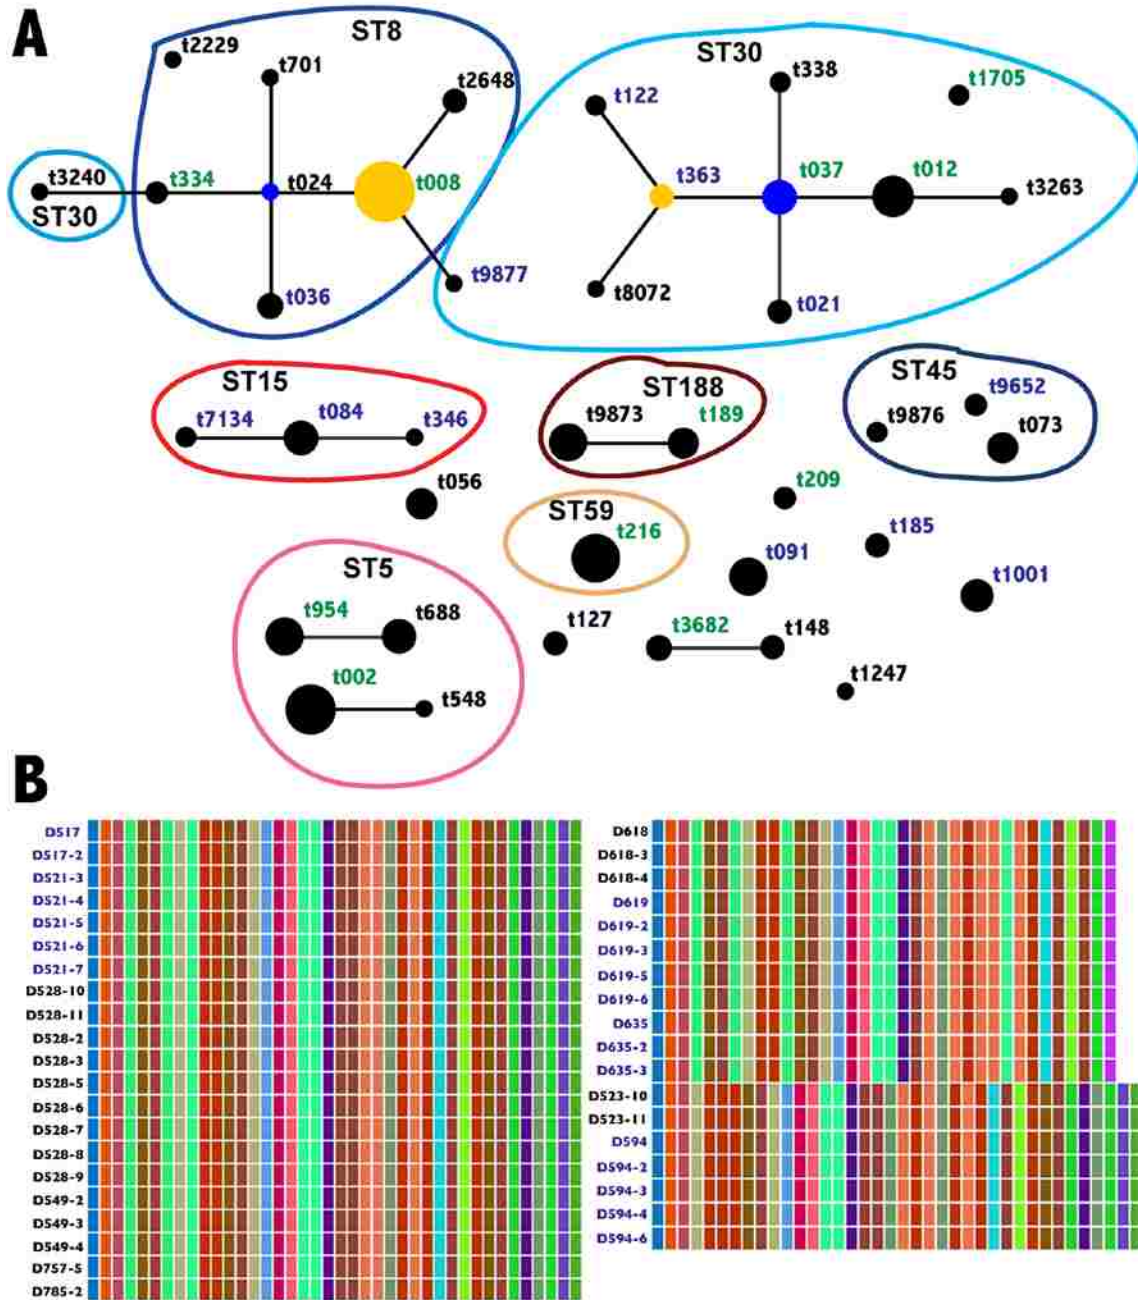 A
ST8
ST30
t2229
t701
t2648
t338
t1705
t122
t3240
t334
t024
t008
t363
t037
t012
t3263
ST30
t036
t9877
t8072
t021
ST15
ST188
ST45
t7134
t084
t346
t9873
t189
t9652
t9876
t073
t056
ST59
t209
t216
t185
t091
ST5
t1001
t954
t688
t127
t3682
t148
t002
t548
t1247
B
D517
D517-2
D521-3
D521-4
D521-5
D521-6
D521-7
D528-10
D528-11
D528-2
D528-3
D528-5
D528-6
D528-7
D528-8
D528-9
D549-2
D549-3
D549-4
D757-5
D785-2
D618
D618-3
D618-4
D619
D619-2
D619-3
D619-5
D619-6
D635
D635-2
D635-3
D523-10
D523-11
D594
D594-2
D594-3
D594-4
D594-6